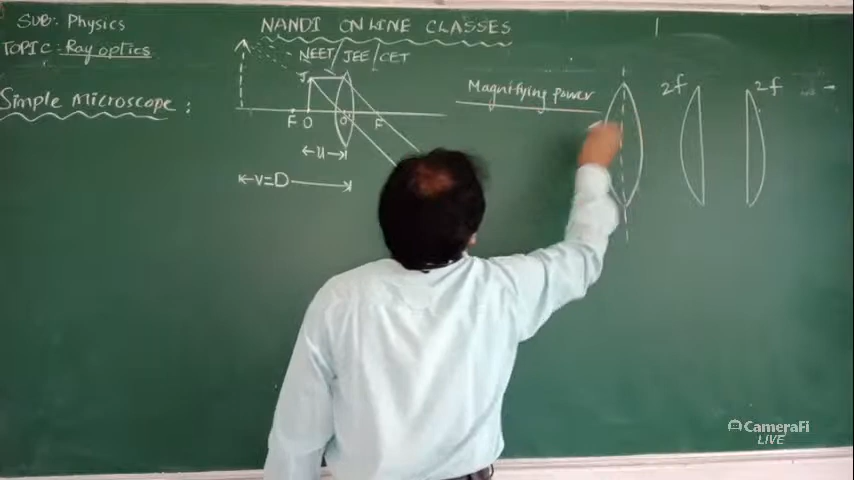 SUB:- Physics
TOPIC:- Ray optics
NANDI ONLINE CLASSES
NEET/JEE/CET
Simple Microscope :
Magnifying power
2f
2f
F O
F
u
v=D
CameraFi
LIVE